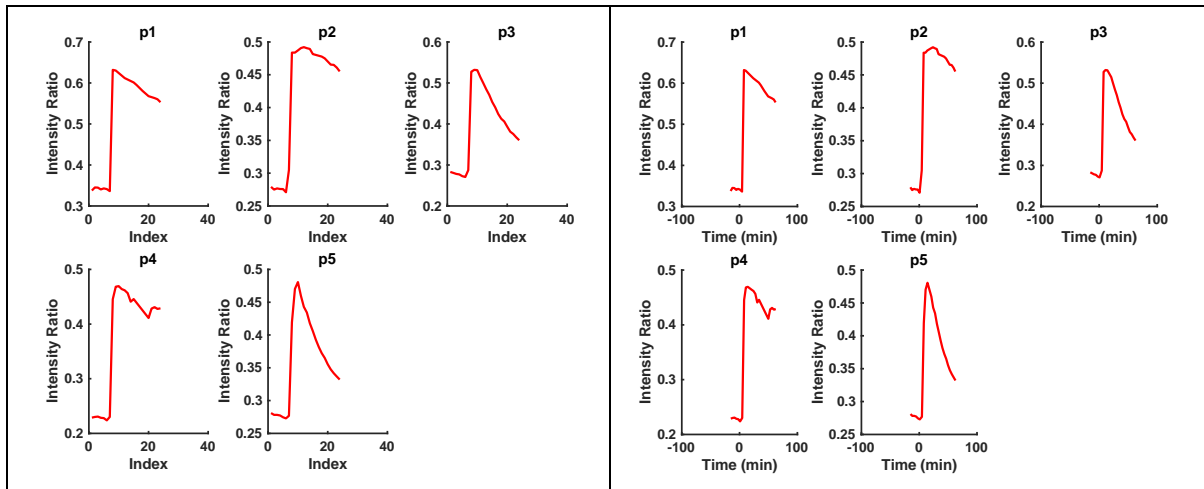 p1 p2 p3
0.7 0.5 0.6
0.6 0.45 0.5
0.5 0.4 0.4
0.4 0.35 0.3
0.3 0.3 0.2
0.25
Intensity Ratio Intensity Ratio Intensity Ratio
0 20 40 0 20 40 0 20 40
Index Index Index
p4 p5
0.5 0.5
0.4 0.45
0.3 0.4
0.2 0.35
0.3
0.25
Intensity Ratio Intensity Ratio
0 20 40 0 20 40
Index Index
p1 p2 p3
0.7 0.5 0.6
0.6 0.45 0.5
0.5 0.4 0.4
0.4 0.35 0.3
0.3 0.3 0.2
0.25
Intensity Ratio Intensity Ratio Intensity Ratio
-100 0 100 -100 0 100 -100 0 100
Time (min) Time (min) Time (min)
p4 p5
0.5 0.5
0.4 0.45
0.3 0.4
0.2 0.35
0.3
0.25
Intensity Ratio Intensity Ratio
-100 0 100 -100 0 100
Time (min) Time (min)